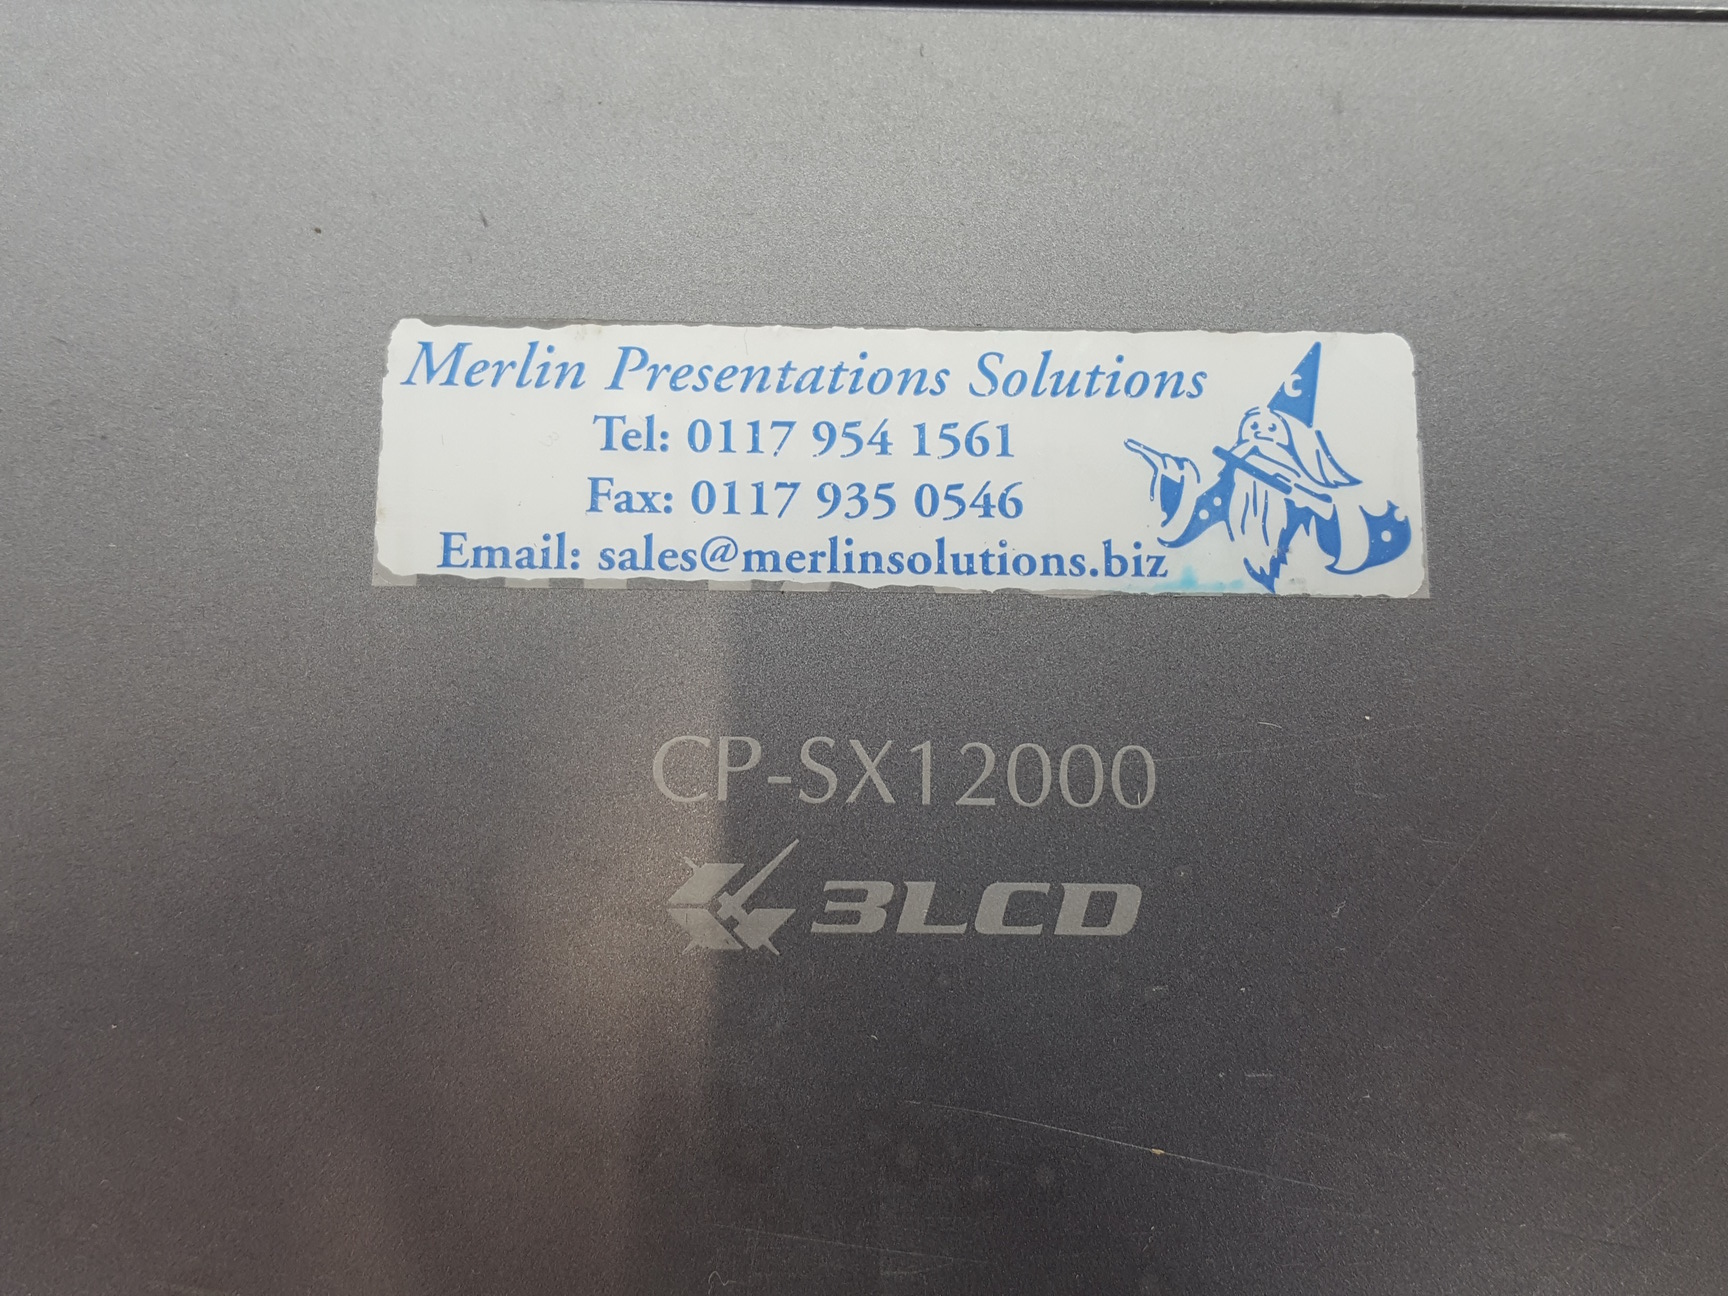 Merlin Presentations Solutions
Tel: 0117 954 1561
Fax: 0117 935 0546
Email: sales@merlinsolutions.biz
CP-SX12000
3LCD